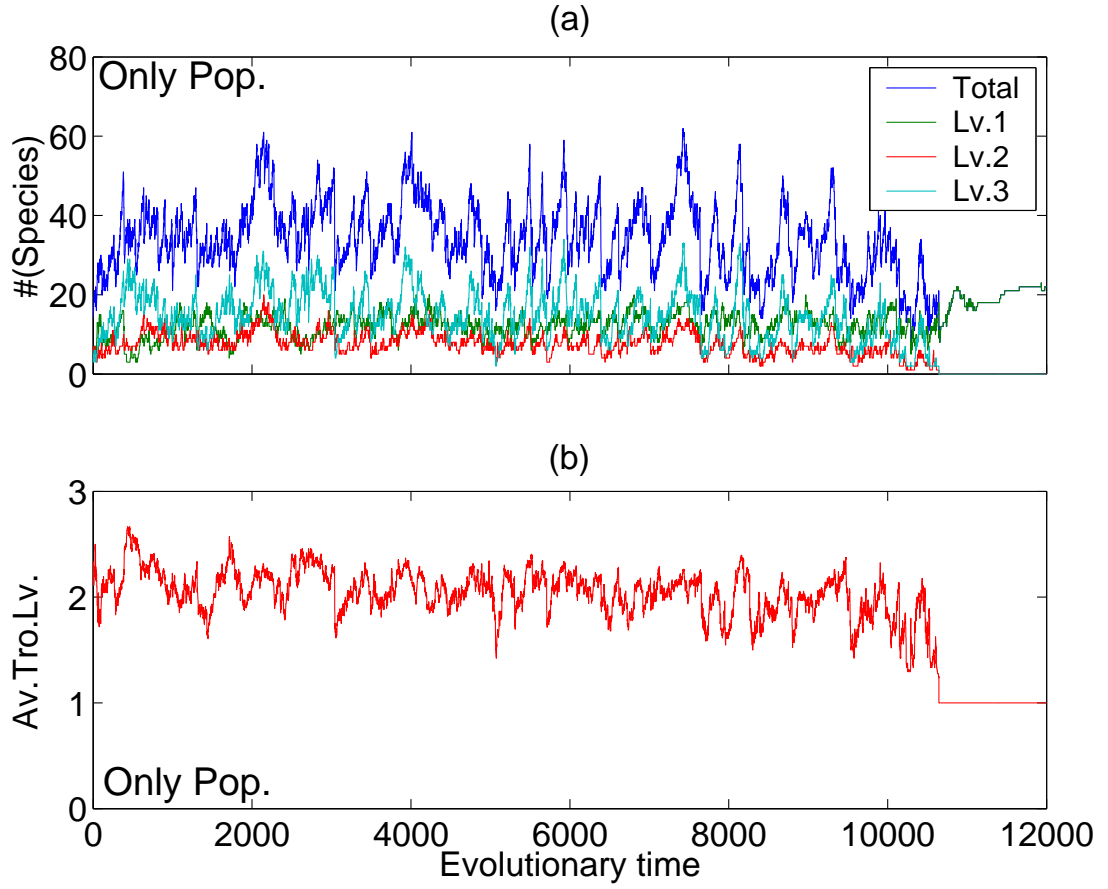 (a)
80
60
40
20
0
#(Species)
Only Pop.
Total
Lv.1
Lv.2
Lv.3
(b)
3
2
1
0
Av.Tro.Lv.
Only Pop.
0 2000 4000 6000 8000 10000 12000
Evolutionary time